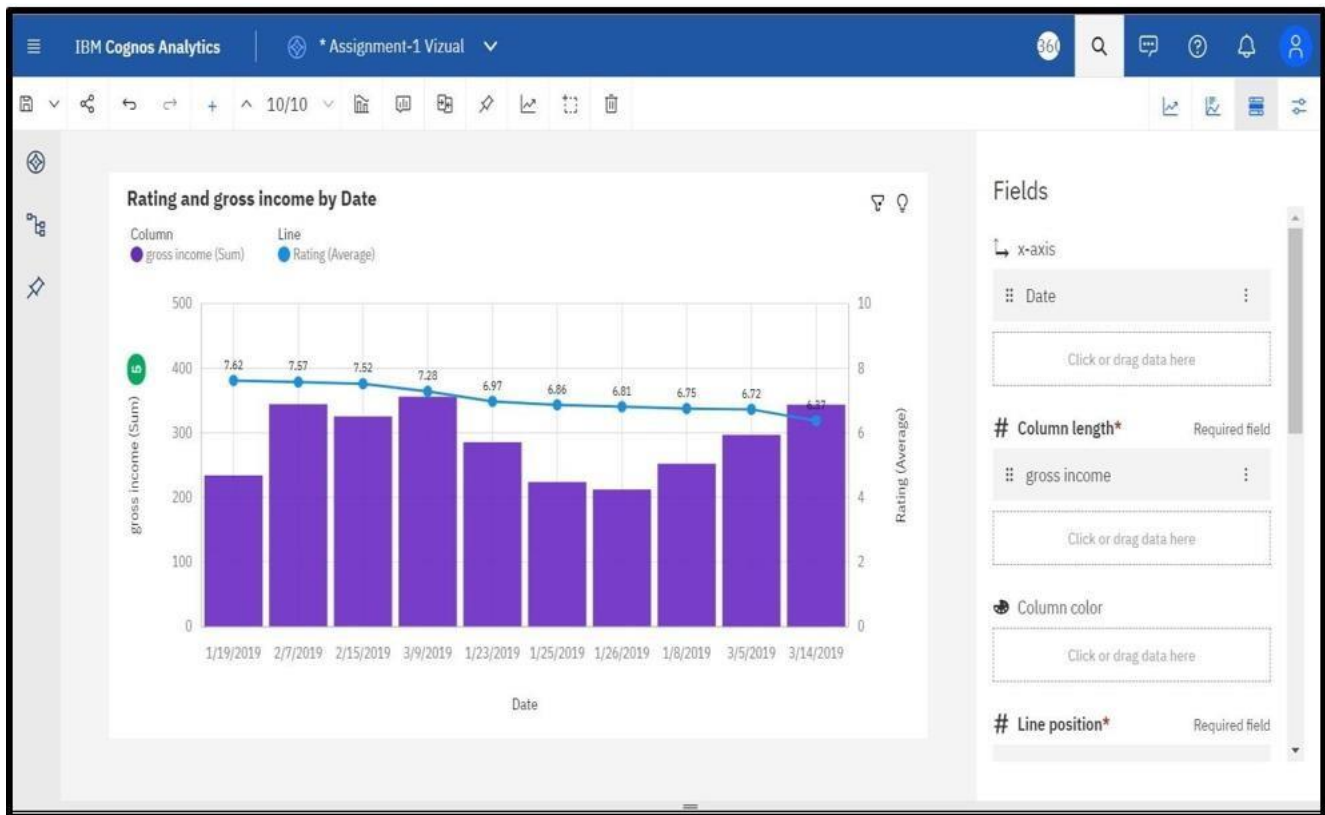 IBM Cognos Analytics
* Assignment-1 Vizual
360
10/10
Rating and gross income by Date
Column Line
gross income (Sum) Rating (Average)
500 10
400 8
300 6
200 4
100 2
0 0
7.62 7.57 7.52 7.28 6.97 6.86 6.81 6.75 6.72 6.37
gross income (Sum)
5
Rating (Average)
1/19/2019 2/7/2019 2/15/2019 3/9/2019 1/23/2019 1/25/2019 1/26/2019 1/8/2019 3/5/2019 3/14/2019
Date
Fields
x-axis
Date
Click or drag data here
# Column length* Required field
gross income
Click or drag data here
Column color
Click or drag data here
# Line position* Required field